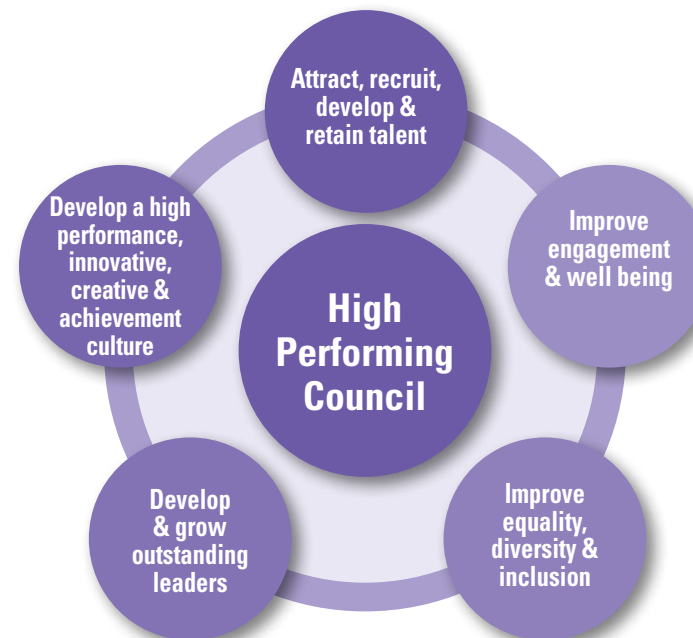 Attract, recruit,
develop &
retain talent
Improve
engagement
& well being
Improve
equality,
diversity &
inclusion
Develop
& grow
outstanding
leaders
Develop a high
performance,
innovative,
creative &
achievement
culture
High
Performing
Council